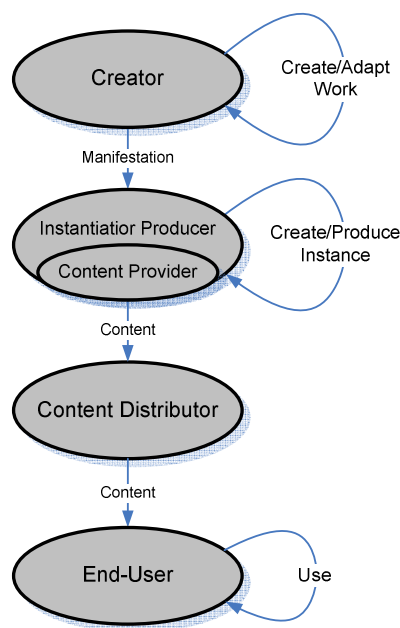 Creator
Create/Adapt
Work
Manifestation
Instantiatior Producer
Content Provider
Create/Produce
Instance
Content
Content Distributor
Content
End-User
Use